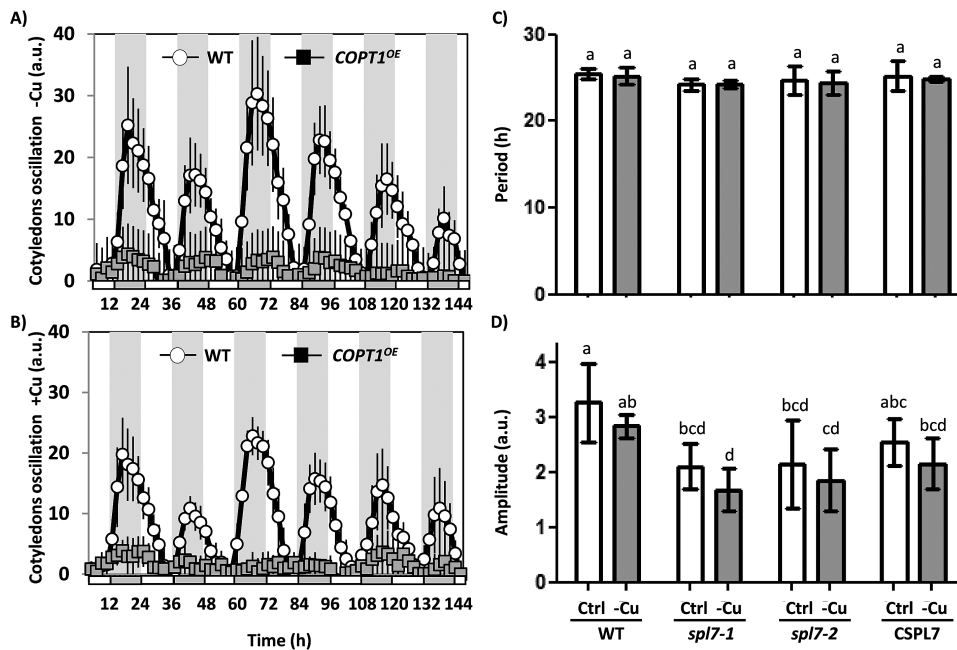 A)
Cotyledons oscillation -Cu (a.u.)
40
30
20
10
0
WT COPT1OE
12 24 36 48 60 72 84 96 108 120 132 144
B)
Cotyledons oscillation +Cu (a.u.)
40
30
20
10
0
WT COPT1OE
12 24 36 48 60 72 84 96 108 120 132 144
Time (h)
C)
Period (h)
30
20
10
0
a a a a a a a a
D)
Amplitude (a.u.)
4
3
2
1
0
a ab bcd d bcd cd abc bcd
Ctrl -Cu Ctrl -Cu Ctrl -Cu Ctrl -Cu
WT spl7-1 spl7-2 CSPL7